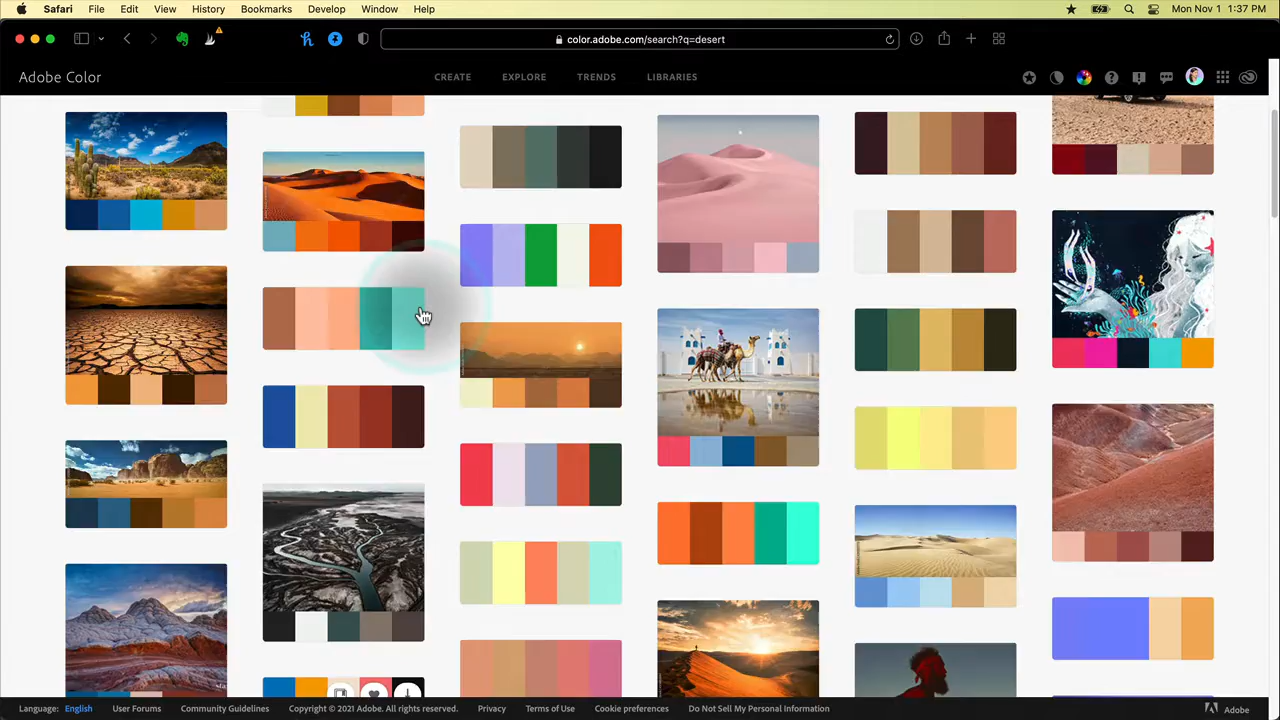 Safari File Edit View History Bookmarks Develop Window Help Mon Nov 1 1:37 PM
color.adobe.com/search?q=desert
Adobe Color CREATE EXPLORE TRENDS LIBRARIES
Language: English User Forums Community Guidelines Copyright © 2021 Adobe. All rights reserved. Privacy Terms of Use Cookie preferences Do Not Sell My Personal Information Adobe